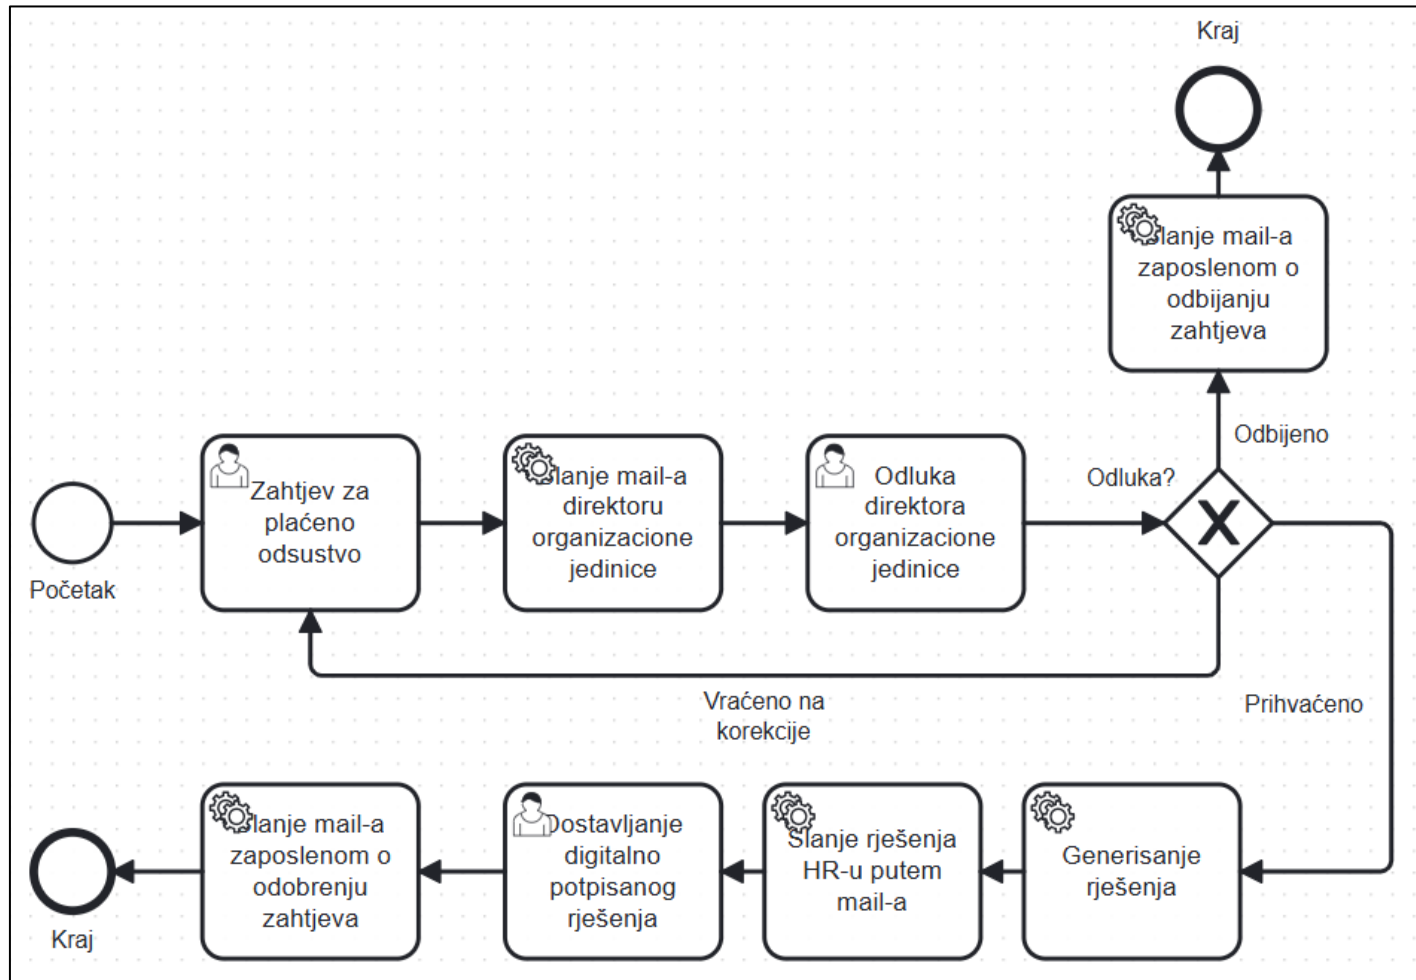 Kraj
Slanje mail-a
zaposlenom o
odbijanju
zahtjeva
Odbijeno
Odluka?
Početak
Zahtjev za
plaćeno
odsustvo
Slanje mail-a
direktoru
organizacione
jedinice
Odluka
direktora
organizacione
jedinice
Vraćeno na
korekcije
Prihvaćeno
Generisanje
rješenja
Slanje rješenja
HR-u putem
mail-a
Dostavljanje
digitalno
potpisanog
rješenja
Slanje mail-a
zaposlenom o
odobrenju
zahtjeva
Kraj